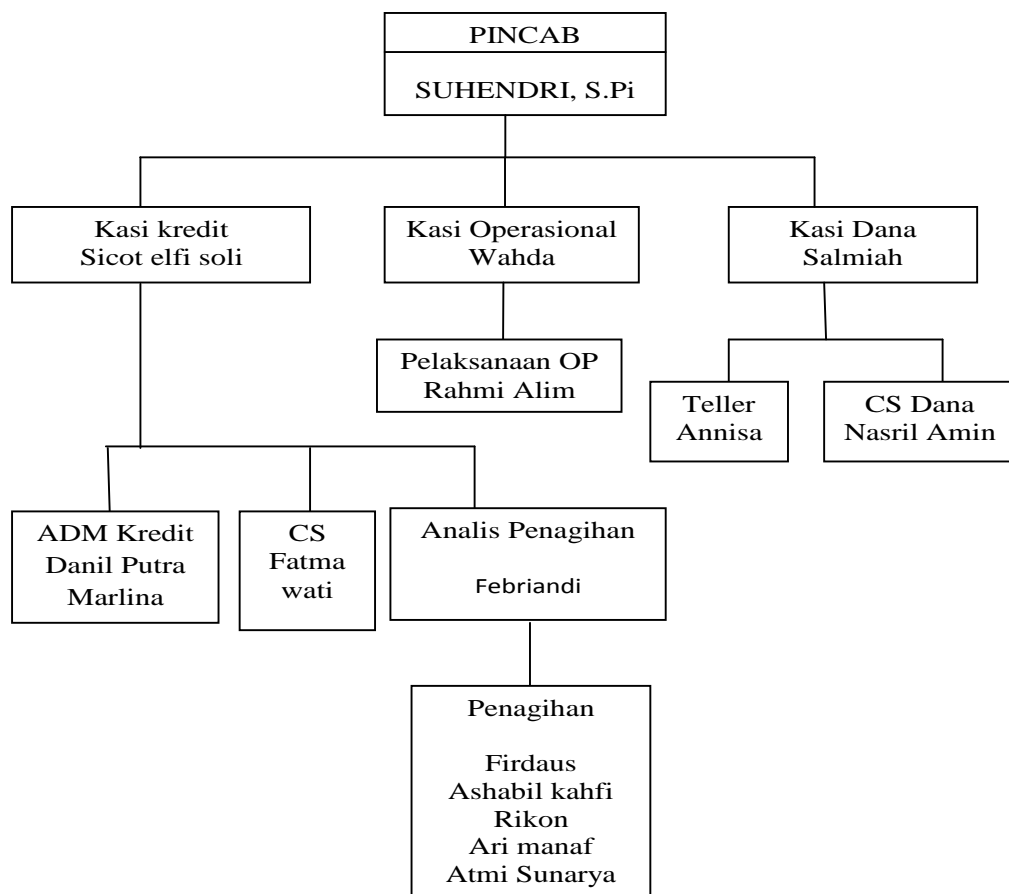 PINCAB
SUHENDRI, S.Pi
Kasi kredit
Sicot elfi soli
Kasi Operasional
Wahda
Kasi Dana
Salmiah
Pelaksanaan OP
Rahmi Alim
Teller
Annisa
CS Dana
Nasril Amin
ADM Kredit
Danil Putra
Marlina
CS
Fatma
wati
Analis Penagihan
Febriandi
Penagihan
Firdaus
Ashabil kahfi
Rikon
Ari manaf
Atmi Sunarya